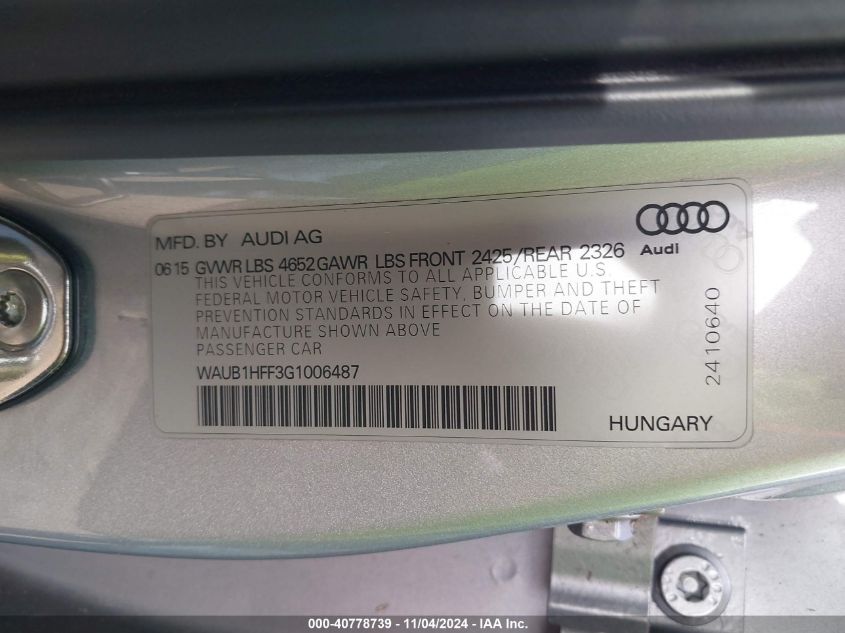 MFD. BY AUDI AG
Audi
06 15 GVWR LBS 4652 GAWR LBS FRONT 2425/REAR 2326
THIS VEHICLE CONFORMS TO ALL APPLICABLE U.S.
FEDERAL MOTOR VEHICLE SAFETY, BUMPER AND THEFT
PREVENTION STANDARDS IN EFFECT ON THE DATE OF
MANUFACTURE SHOWN ABOVE
PASSENGER CAR
WAUB1HFF3G1006487
HUNGARY
2410640
000-40778739 - 11/04/2024 - IAA Inc.